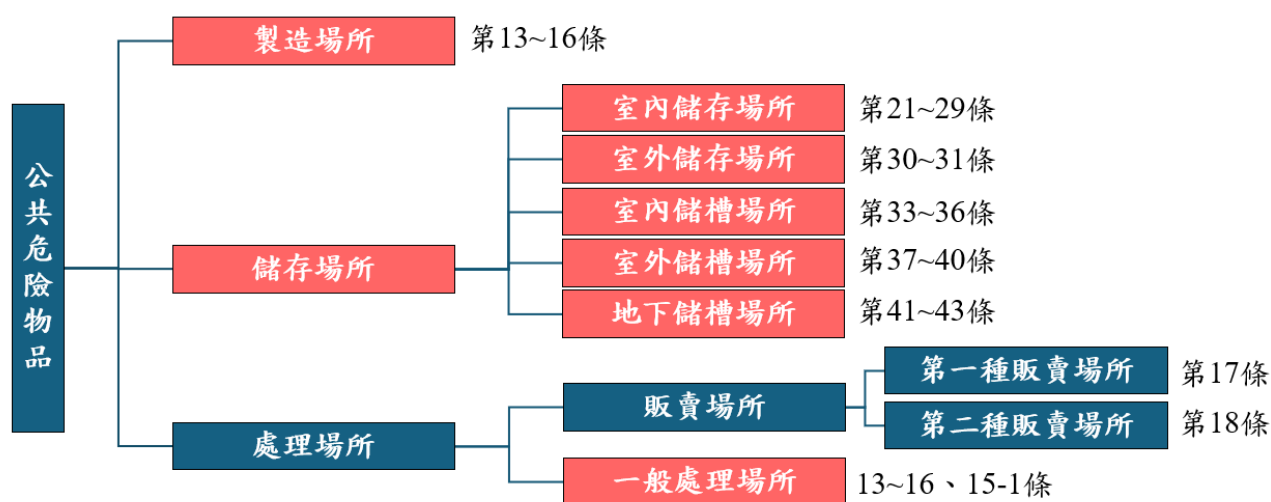 公共危險物品
製造場所 第13~16條
儲存場所
室內儲存場所 第21~29條
室外儲存場所 第30~31條
室內儲槽場所 第33~36條
室外儲槽場所 第37~40條
地下儲槽場所 第41~43條
處理場所
販賣場所
第一種販賣場所 第17條
第二種販賣場所 第18條
一般處理場所 13~16、15-1條